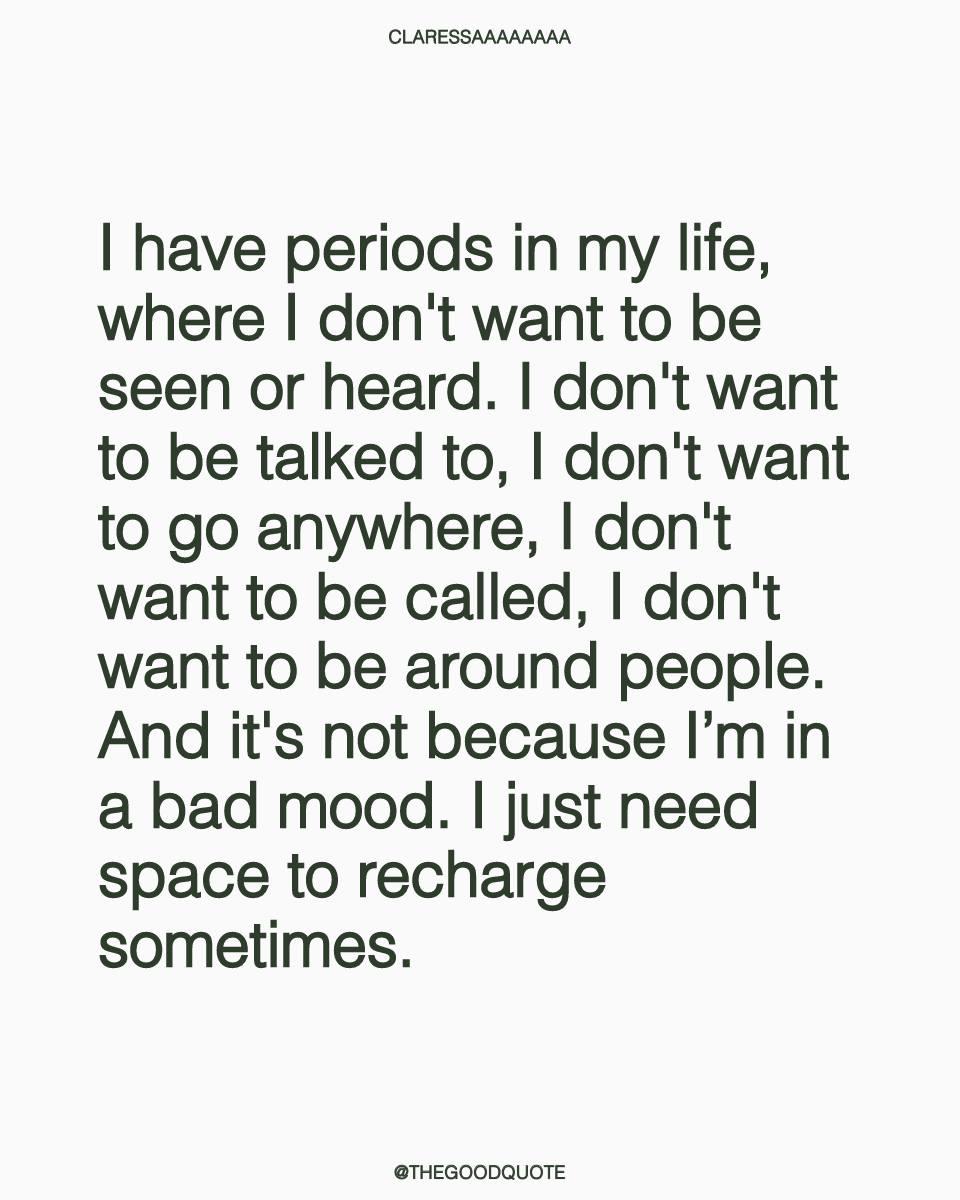 CLARESSAAAAAAAA
I have periods in my life,
where I don't want to be
seen or heard. I don't want
to be talked to, I don't want
to go anywhere, I don't
want to be called, I don't
want to be around people.
And it's not because I’m in
a bad mood. I just need
space to recharge
sometimes.
@THEGOODQUOTE